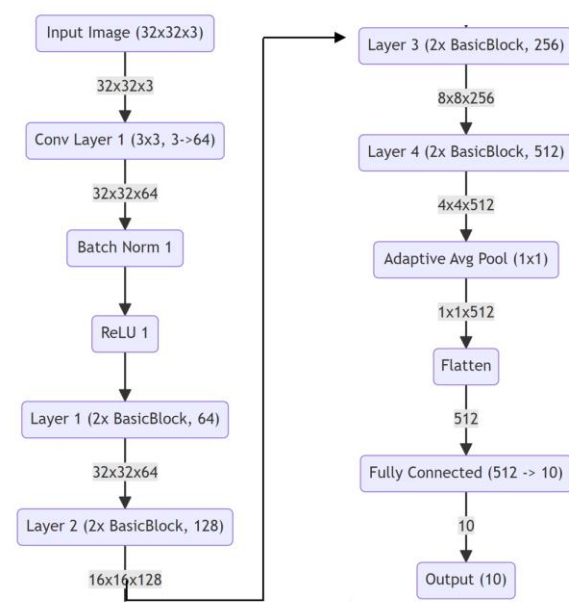 Input Image (32x32x3)
32x32x3
Conv Layer 1 (3x3, 3->64)
32x32x64
Batch Norm 1
ReLU 1
Layer 1 (2x BasicBlock, 64)
32x32x64
Layer 2 (2x BasicBlock, 128)
16x16x128
Layer 3 (2x BasicBlock, 256)
8x8x256
Layer 4 (2x BasicBlock, 512)
4x4x512
Adaptive Avg Pool (1x1)
1x1x512
Flatten
512
Fully Connected (512 -> 10)
10
Output (10)